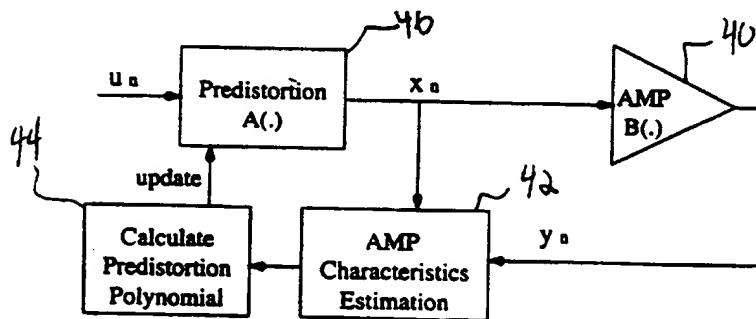 46
40
u n
Predistortion
A(.)
x n
AMP
B(.)
44
update
42
Calculate
Predistortion
Polynomial
AMP
Characteristics
Estimation
y n